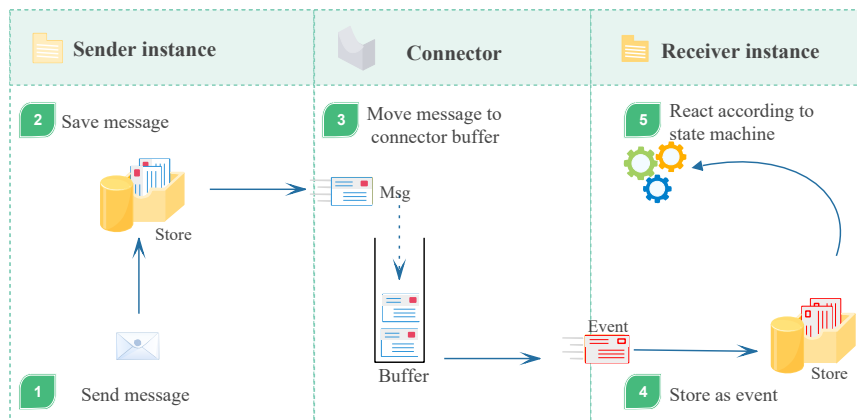 Sender instance
Connector
Receiver instance
2
Save message
3
Move message to
connector buffer
5
React according to
state machine
Msg
Store
Event
Buffer
Store
1
Send message
4
Store as event